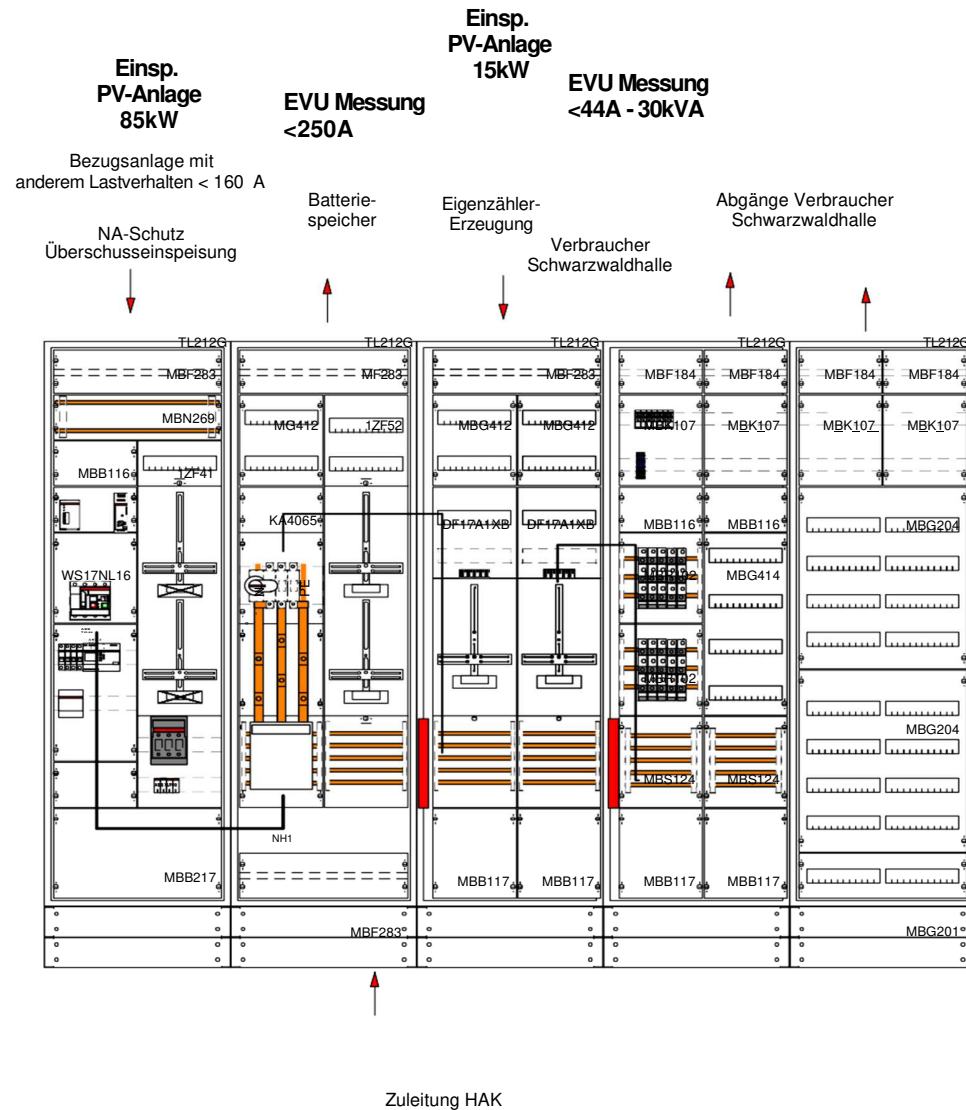 Einsp.
PV-Anlage
15kW
Einsp.
PV-Anlage
85kW
EVU Messung
<250A
EVU Messung
<44A - 30kVA
Bezugsanlage mit
anderem Lastverhalten < 160 A
NA-Schutz
Überschusseinspeisung
Batterie-
speicher
Eigenzähler-
Erzeugung
Verbraucher
Schwarzwaldhalle
Abgänge Verbraucher
Schwarzwaldhalle
TL212G TL212G TL212G TL212G TL212G
MBF283 MF283 MBF283 MBF184 MBF184 MBF184 MBF184
MBN269 MG412 1ZF52 MBG412 MBG412 MBK107 MBK107 MBK107 MBK107
MBB116 1ZF41
KA4065 DF17A1XB DF17A1XB MBB116 MBB116 MBG204
WS17NL16 PE MBG414
MBS124 MBS124 MBG204
NH1
MBB217 MBB117 MBB117 MBB117 MBB117
MBF283 MBG201
Zuleitung HAK